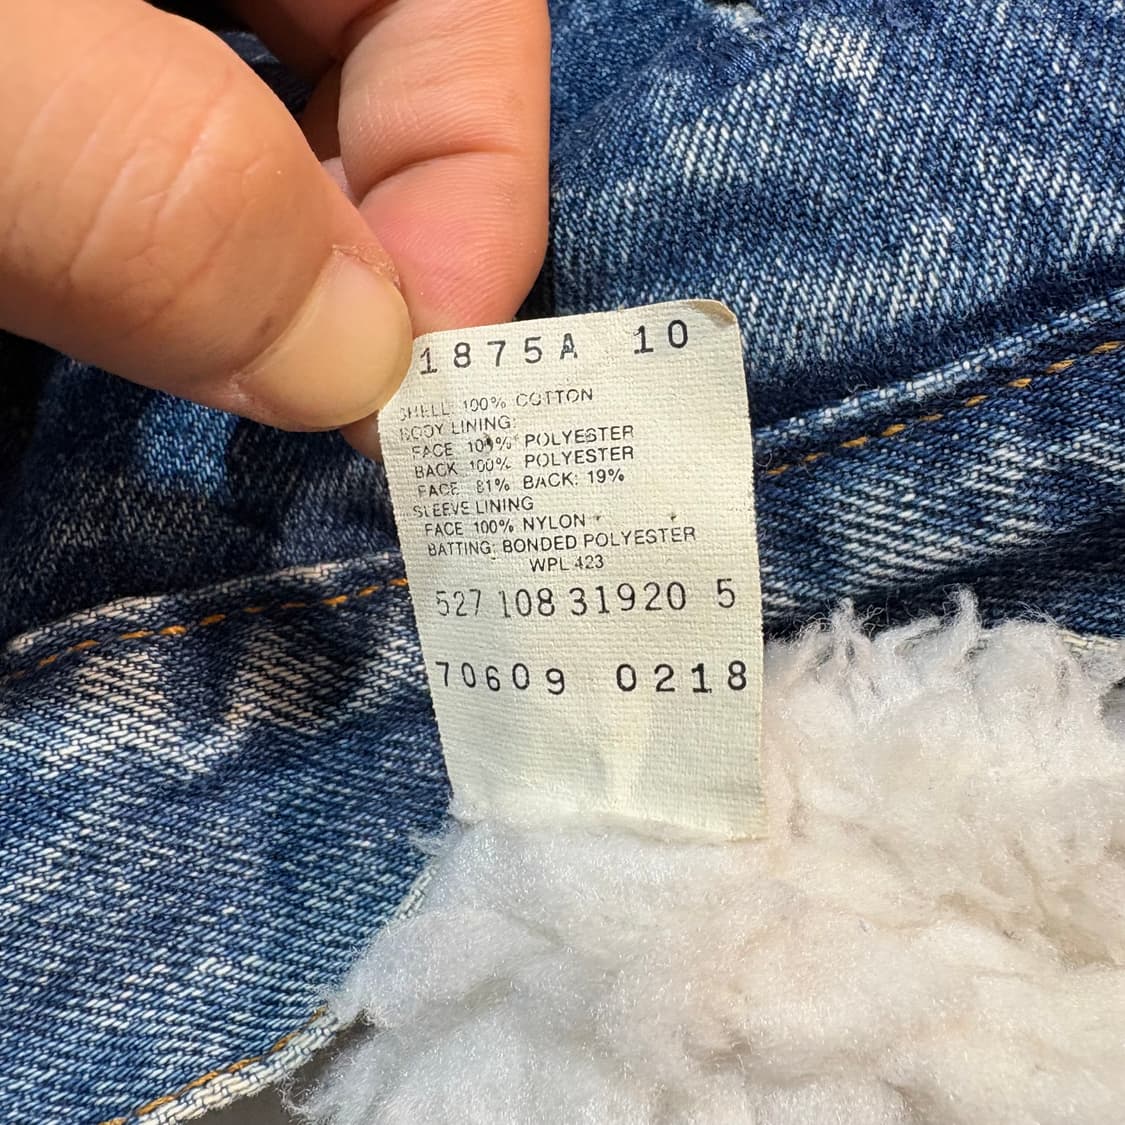 1875A 10
SHELL: 100% COTTON
BODY LINING:
FACE 100% POLYESTER
BACK 100% POLYESTER
FACE: 81% BACK: 19%
SLEEVE LINING
FACE 100% NYLON
BATTING: BONDED POLYESTER
WPL 423
527 108 31920 5
70609 0218